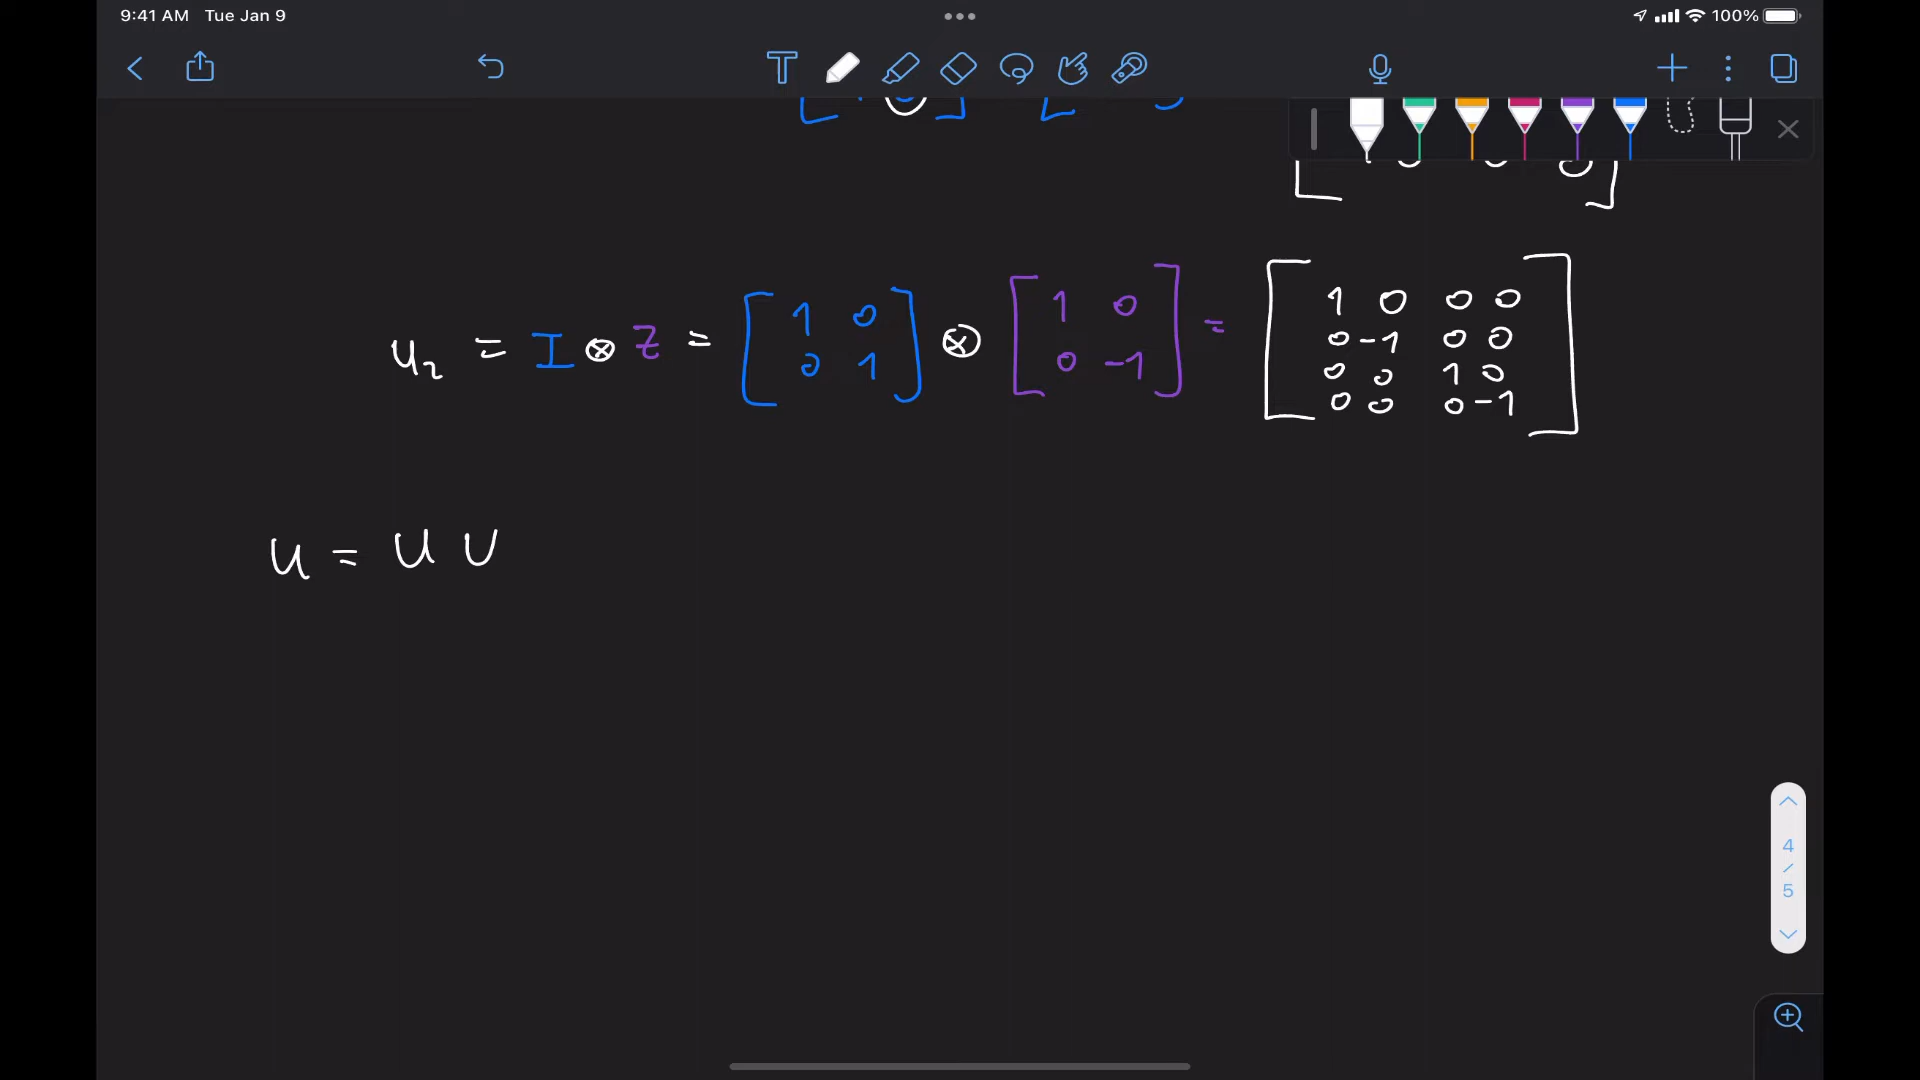 9:41 AM Tue Jan 9 100%
u₂ = I ⊗ Z = [1 0 ⊗ [1 0 = [1 0 0 0
0 1] 0 -1] 0 -1 0 0
0 0 1 0
0 0 0 -1]
U = U U
4
/
5